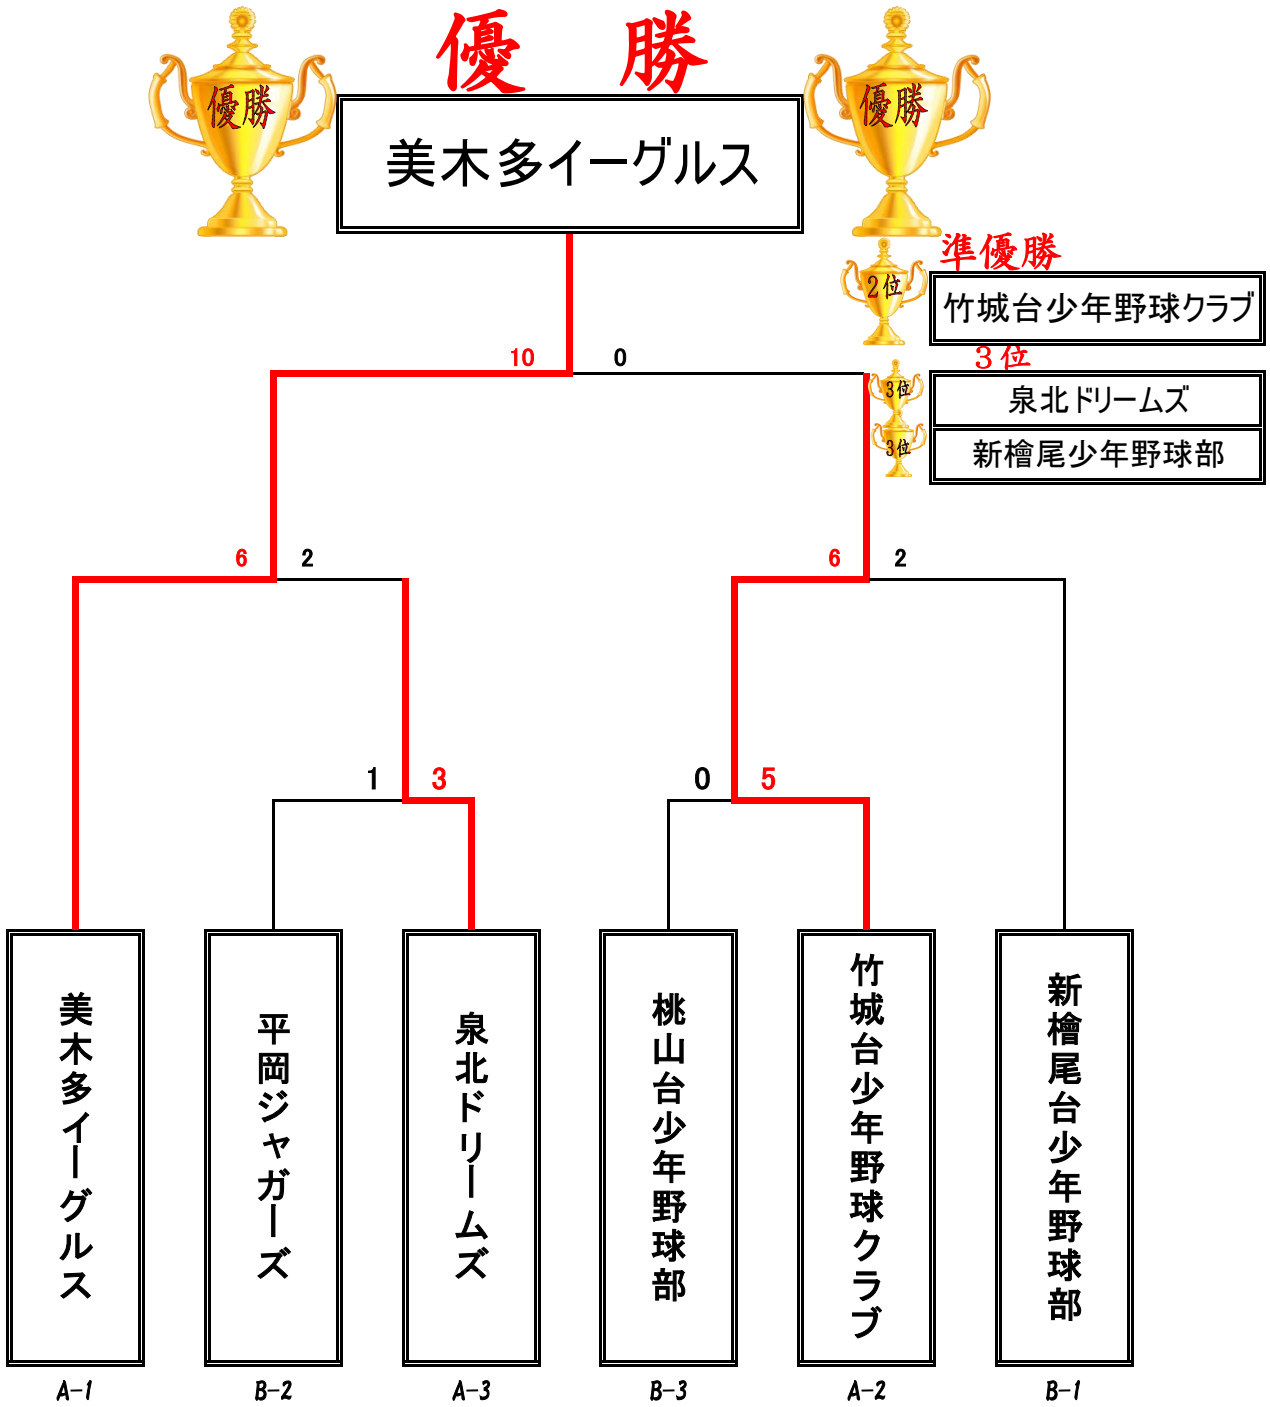 優 勝
優勝
優勝
美木多イーグルス
準優勝
2位
竹城台少年野球クラブ
3位
3位
泉北ドリームズ
3位
新檜尾少年野球部
10 0
6 2
6 2
1 3
0 5
美木多イーグルス
平岡ジャガーズ
泉北ドリームズ
桃山台少年野球部
竹城台少年野球クラブ
新檜尾台少年野球部
A-1
B-2
A-3
B-3
A-2
B-1